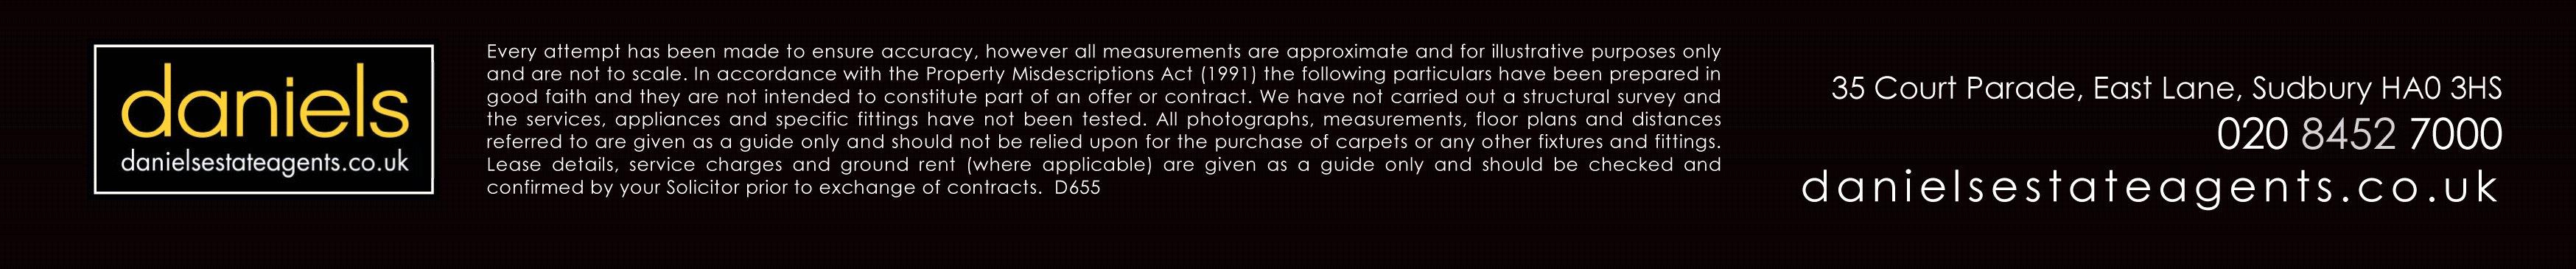 daniels
danielsestateagents.co.uk
Every attempt has been made to ensure accuracy, however all measurements are approximate and for illustrative purposes only
and are not to scale. In accordance with the Property Misdescriptions Act (1991) the following particulars have been prepared in
good faith and they are not intended to constitute part of an offer or contract. We have not carried out a structural survey and
the services, appliances and specific fittings have not been tested. All photographs, measurements, floor plans and distances
referred to are given as a guide only and should not be relied upon for the purchase of carpets or any other fixtures and fittings.
Lease details, service charges and ground rent (where applicable) are given as a guide only and should be checked and
confirmed by your Solicitor prior to exchange of contracts. D655
35 Court Parade, East Lane, Sudbury HA0 3HS
020 8452 7000
danielsestateagents.co.uk